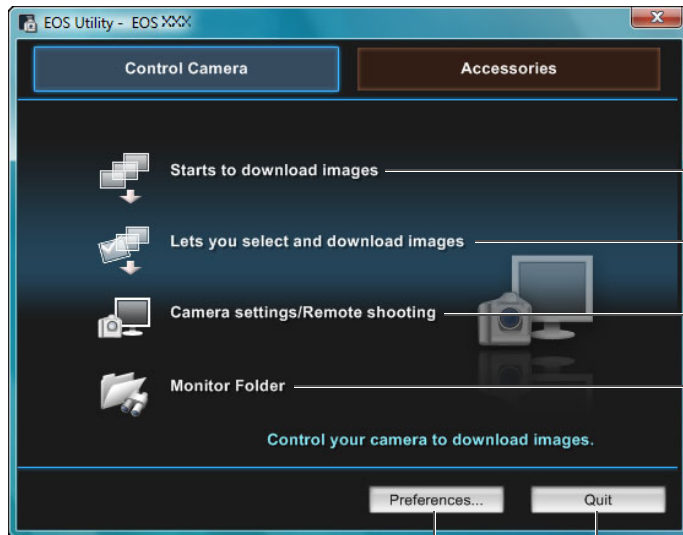 EOS Utility - EOS XXX
Control Camera
Accessories
Starts to download images
Lets you select and download images
Camera settings/Remote shooting
Monitor Folder
Control your camera to download images.
Preferences...
Quit